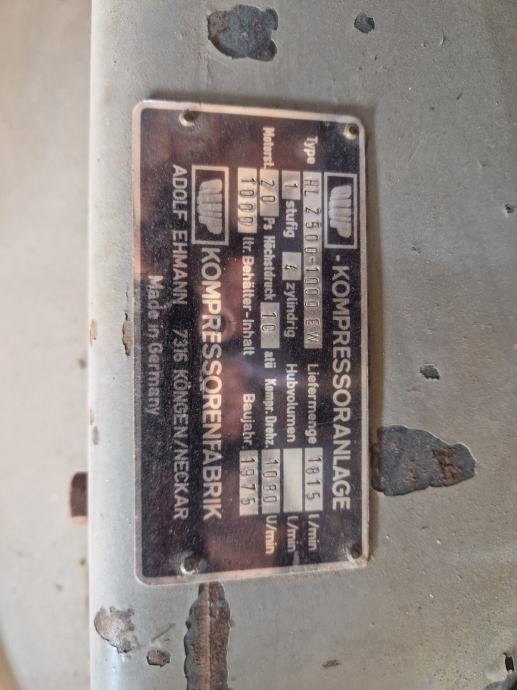 -KOMPRESSORANLAGE
Type HL 2500-1000 EW Liefermenge 1815 l/min
1 stufig 4 zylindrig Hubvolumen l/min
Motorst. 20 Ps Höchstdruck 10 atü Kompr. Drehz. 1080 U/min
1000 ltr. Behälter-Inhalt Baujahr 1975
KOMPRESSORENFABRIK
ADOLF EHMANN 7316 KÖNGEN/NECKAR
Made in Germany